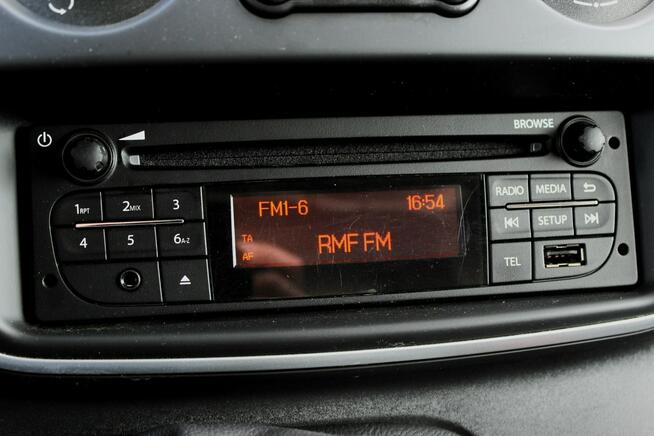 BROWSE
1RPT 2MIX 3
4 5 6A-Z
FM1-6 16:54
TA
RMF FM
AF
RADIO MEDIA
SETUP
TEL